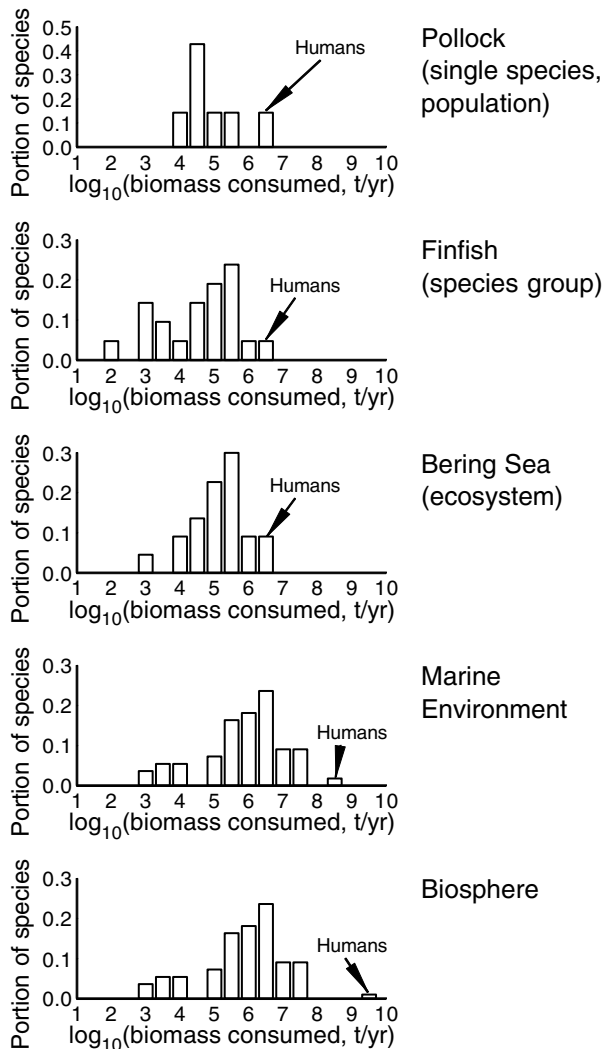 Portion of species
0.5
0.4
0.3
0.2
0.1
0.0
Humans
1 2 3 4 5 6 7 8 9 10
log10(biomass consumed, t/yr)
Pollock
(single species,
population)
Portion of species
0.3
0.2
0.1
0.0
Humans
1 2 3 4 5 6 7 8 9 10
log10(biomass consumed, t/yr)
Finfish
(species group)
Portion of species
0.3
0.2
0.1
0.0
Humans
1 2 3 4 5 6 7 8 9 10
log10(biomass consumed, t/yr)
Bering Sea
(ecosystem)
Portion of species
0.3
0.2
0.1
0.0
Humans
1 2 3 4 5 6 7 8 9 10
log10(biomass consumed, t/yr)
Marine
Environment
Portion of species
0.3
0.2
0.1
0.0
Humans
1 2 3 4 5 6 7 8 9 10
log10(biomass consumed, t/yr)
Biosphere